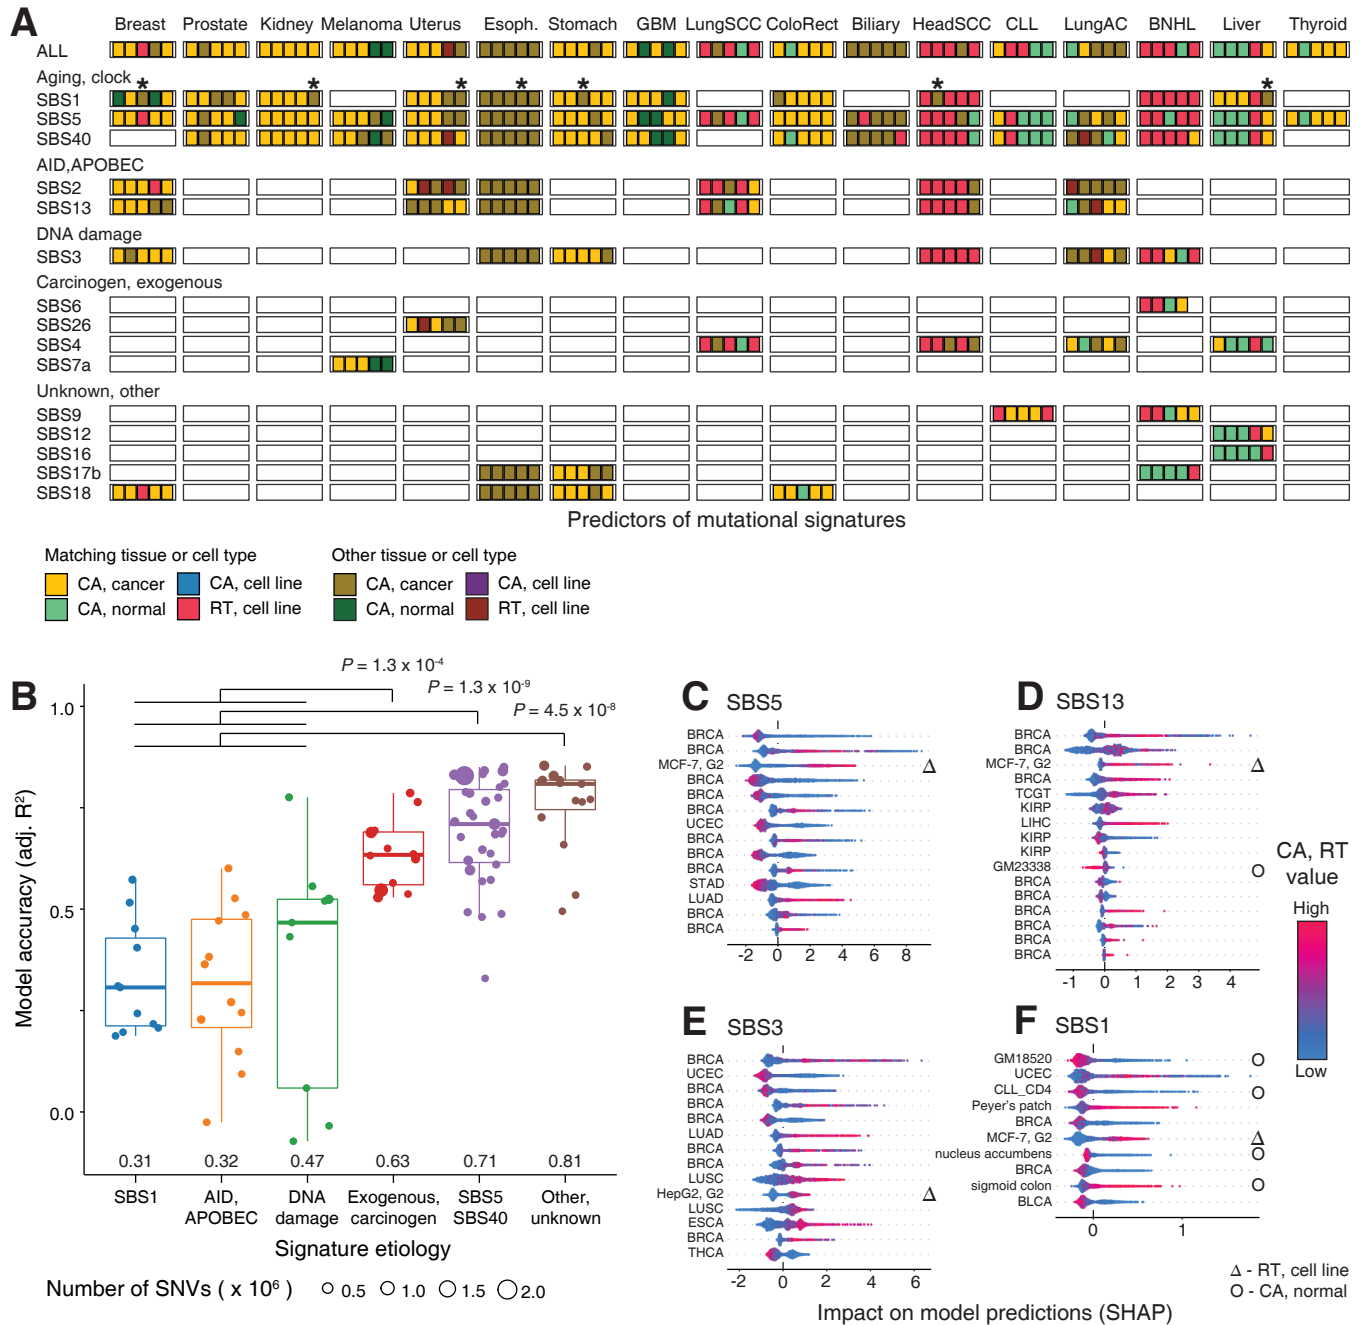 A
Breast Prostate Kidney Melanoma Uterus Esoph. Stomach GBM LungSCC ColoRect Biliary HeadSCC CLL LungAC BNHL Liver Thyroid
ALL
Aging, clock
* * * * * * *
SBS1
SBS5
SBS40
AID,APOBEC
SBS2
SBS13
DNA damage
SBS3
Carcinogen, exogenous
SBS6
SBS26
SBS4
SBS7a
Unknown, other
SBS9
SBS12
SBS16
SBS17b
SBS18
Predictors of mutational signatures
Matching tissue or cell type
CA, cancer CA, cell line
CA, normal RT, cell line
Other tissue or cell type
CA, cancer CA, cell line
CA, normal RT, cell line
B
P = 1.3 x 10-4
P = 1.3 x 10-9
P = 4.5 x 10-8
Model accuracy (adj. R2)
1.0
0.5
0.0
0.31 0.32 0.47 0.63 0.71 0.81
SBS1 AID, DNA Exogenous, SBS5 Other,
APOBEC damage carcinogen SBS40 unknown
Signature etiology
Number of SNVs ( x 106 ) 0.5 1.0 1.5 2.0
C SBS5
BRCA
BRCA
MCF-7, G2 Δ
BRCA
BRCA
BRCA
UCEC
BRCA
BRCA
BRCA
STAD
LUAD
BRCA
BRCA
-2 0 2 4 6 8
D SBS13
BRCA
BRCA
MCF-7, G2 Δ
BRCA
TCGT
KIRP
LIHC
KIRP
KIRP
GM23338 O
BRCA
BRCA
BRCA
BRCA
BRCA
BRCA
-1 0 1 2 3 4
E SBS3
BRCA
UCEC
BRCA
BRCA
BRCA
LUAD
BRCA
BRCA
LUSC
HepG2, G2 Δ
LUSC
ESCA
BRCA
THCA
-2 0 2 4 6
F SBS1
GM18520 O
UCEC
CLL_CD4 O
Peyer's patch
BRCA
MCF-7, G2 Δ
nucleus accumbens O
BRCA
sigmoid colon O
BLCA
0 1
CA, RT
value
High
Low
Δ - RT, cell line
O - CA, normal
Impact on model predictions (SHAP)